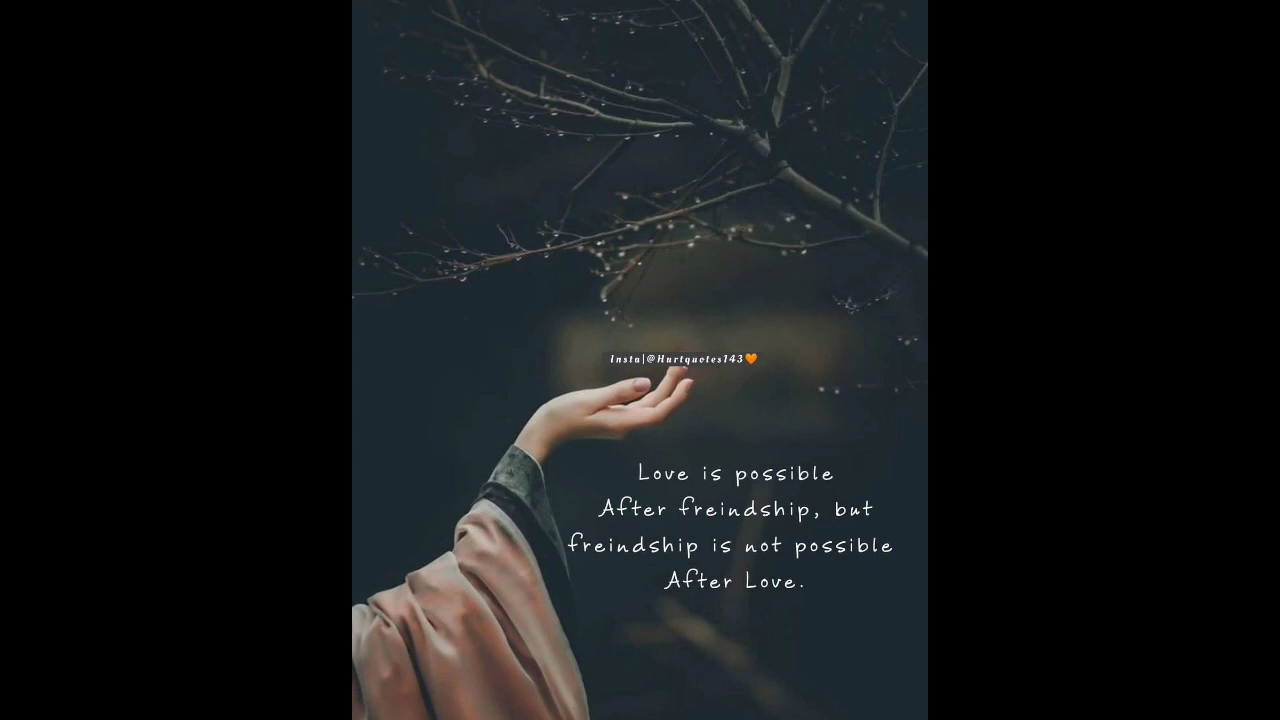 Insta|@Hurtquotes143🧡
Love is possible
After freindship, but
freindship is not possible
After Love.